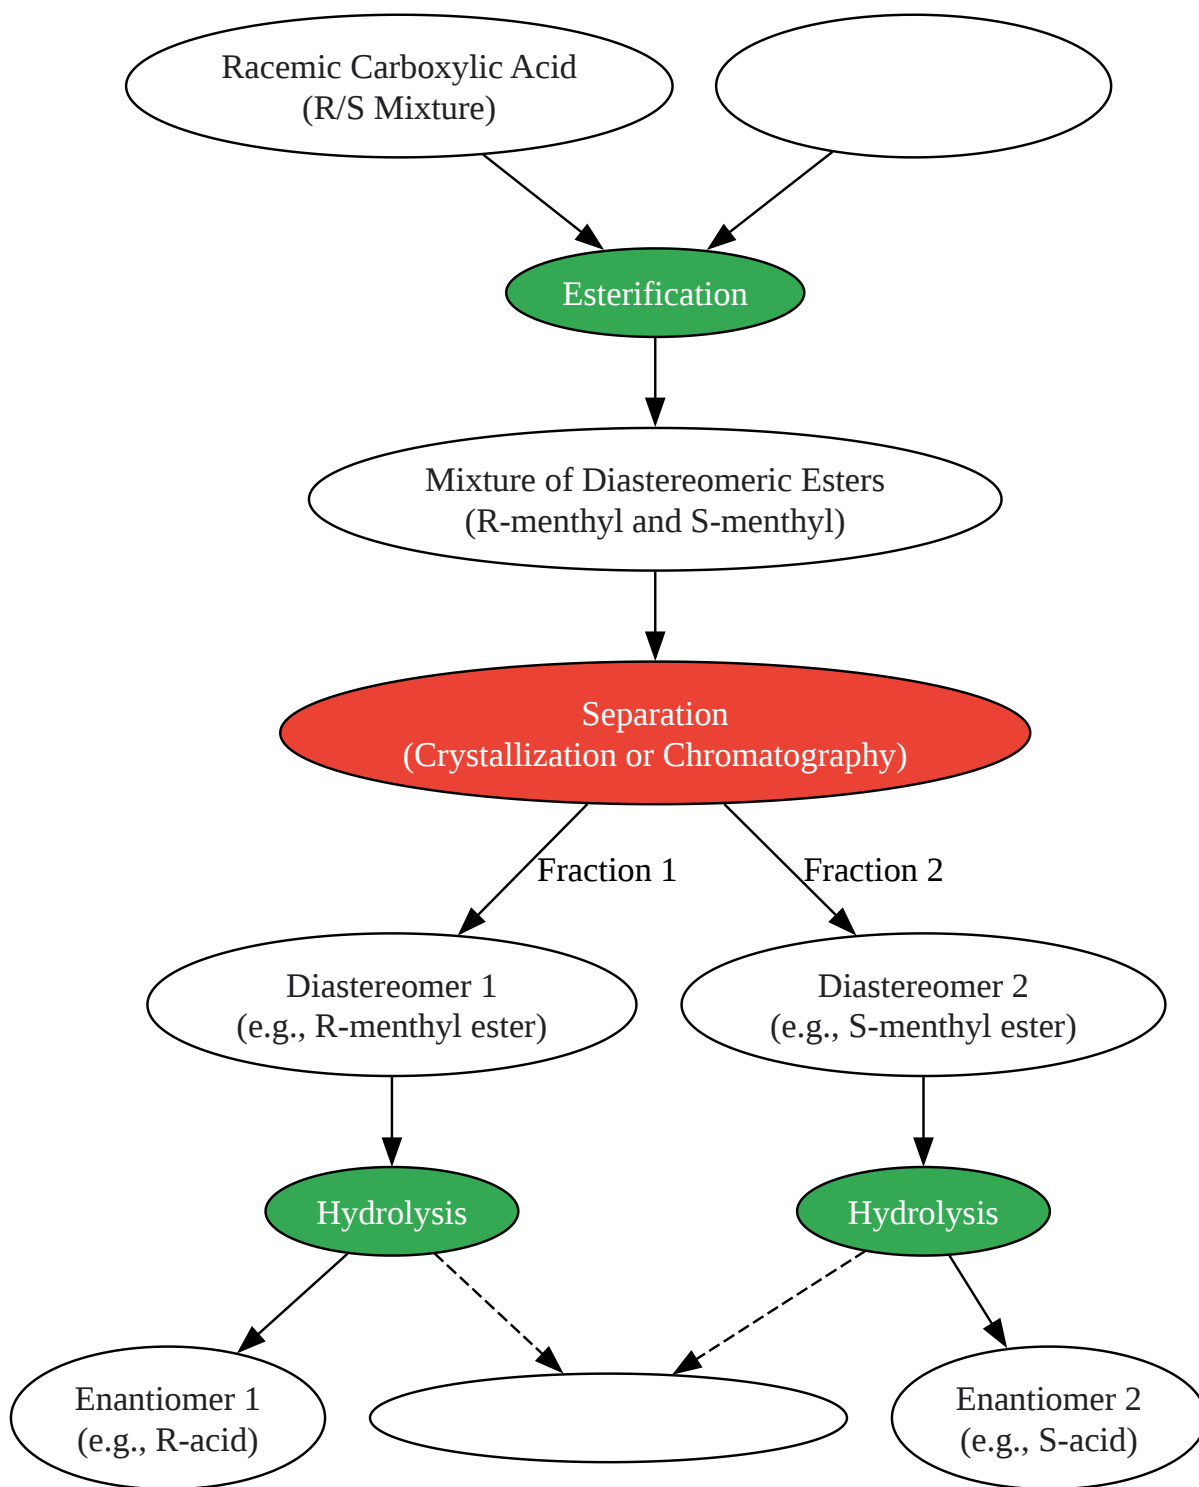 Racemic Carboxylic Acid
(R/S Mixture)
Esterification
Mixture of Diastereomeric Esters
(R-menthyl and S-menthyl)
Separation
(Crystallization or Chromatography)
Fraction 1
Fraction 2
Diastereomer 1
(e.g., R-menthyl ester)
Diastereomer 2
(e.g., S-menthyl ester)
Hydrolysis
Hydrolysis
Enantiomer 1
(e.g., R-acid)
Enantiomer 2
(e.g., S-acid)